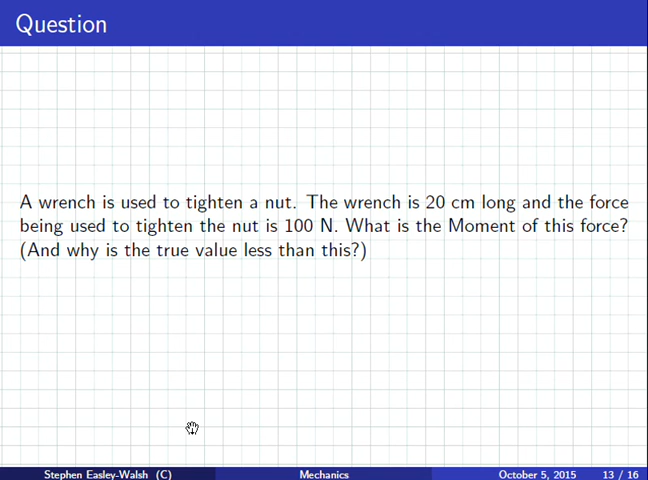 Question
A wrench is used to tighten a nut. The wrench is 20 cm long and the force
being used to tighten the nut is 100 N. What is the Moment of this force?
(And why is the true value less than this?)
Stephen Easley-Walsh (C) Mechanics October 5, 2015 13 / 16